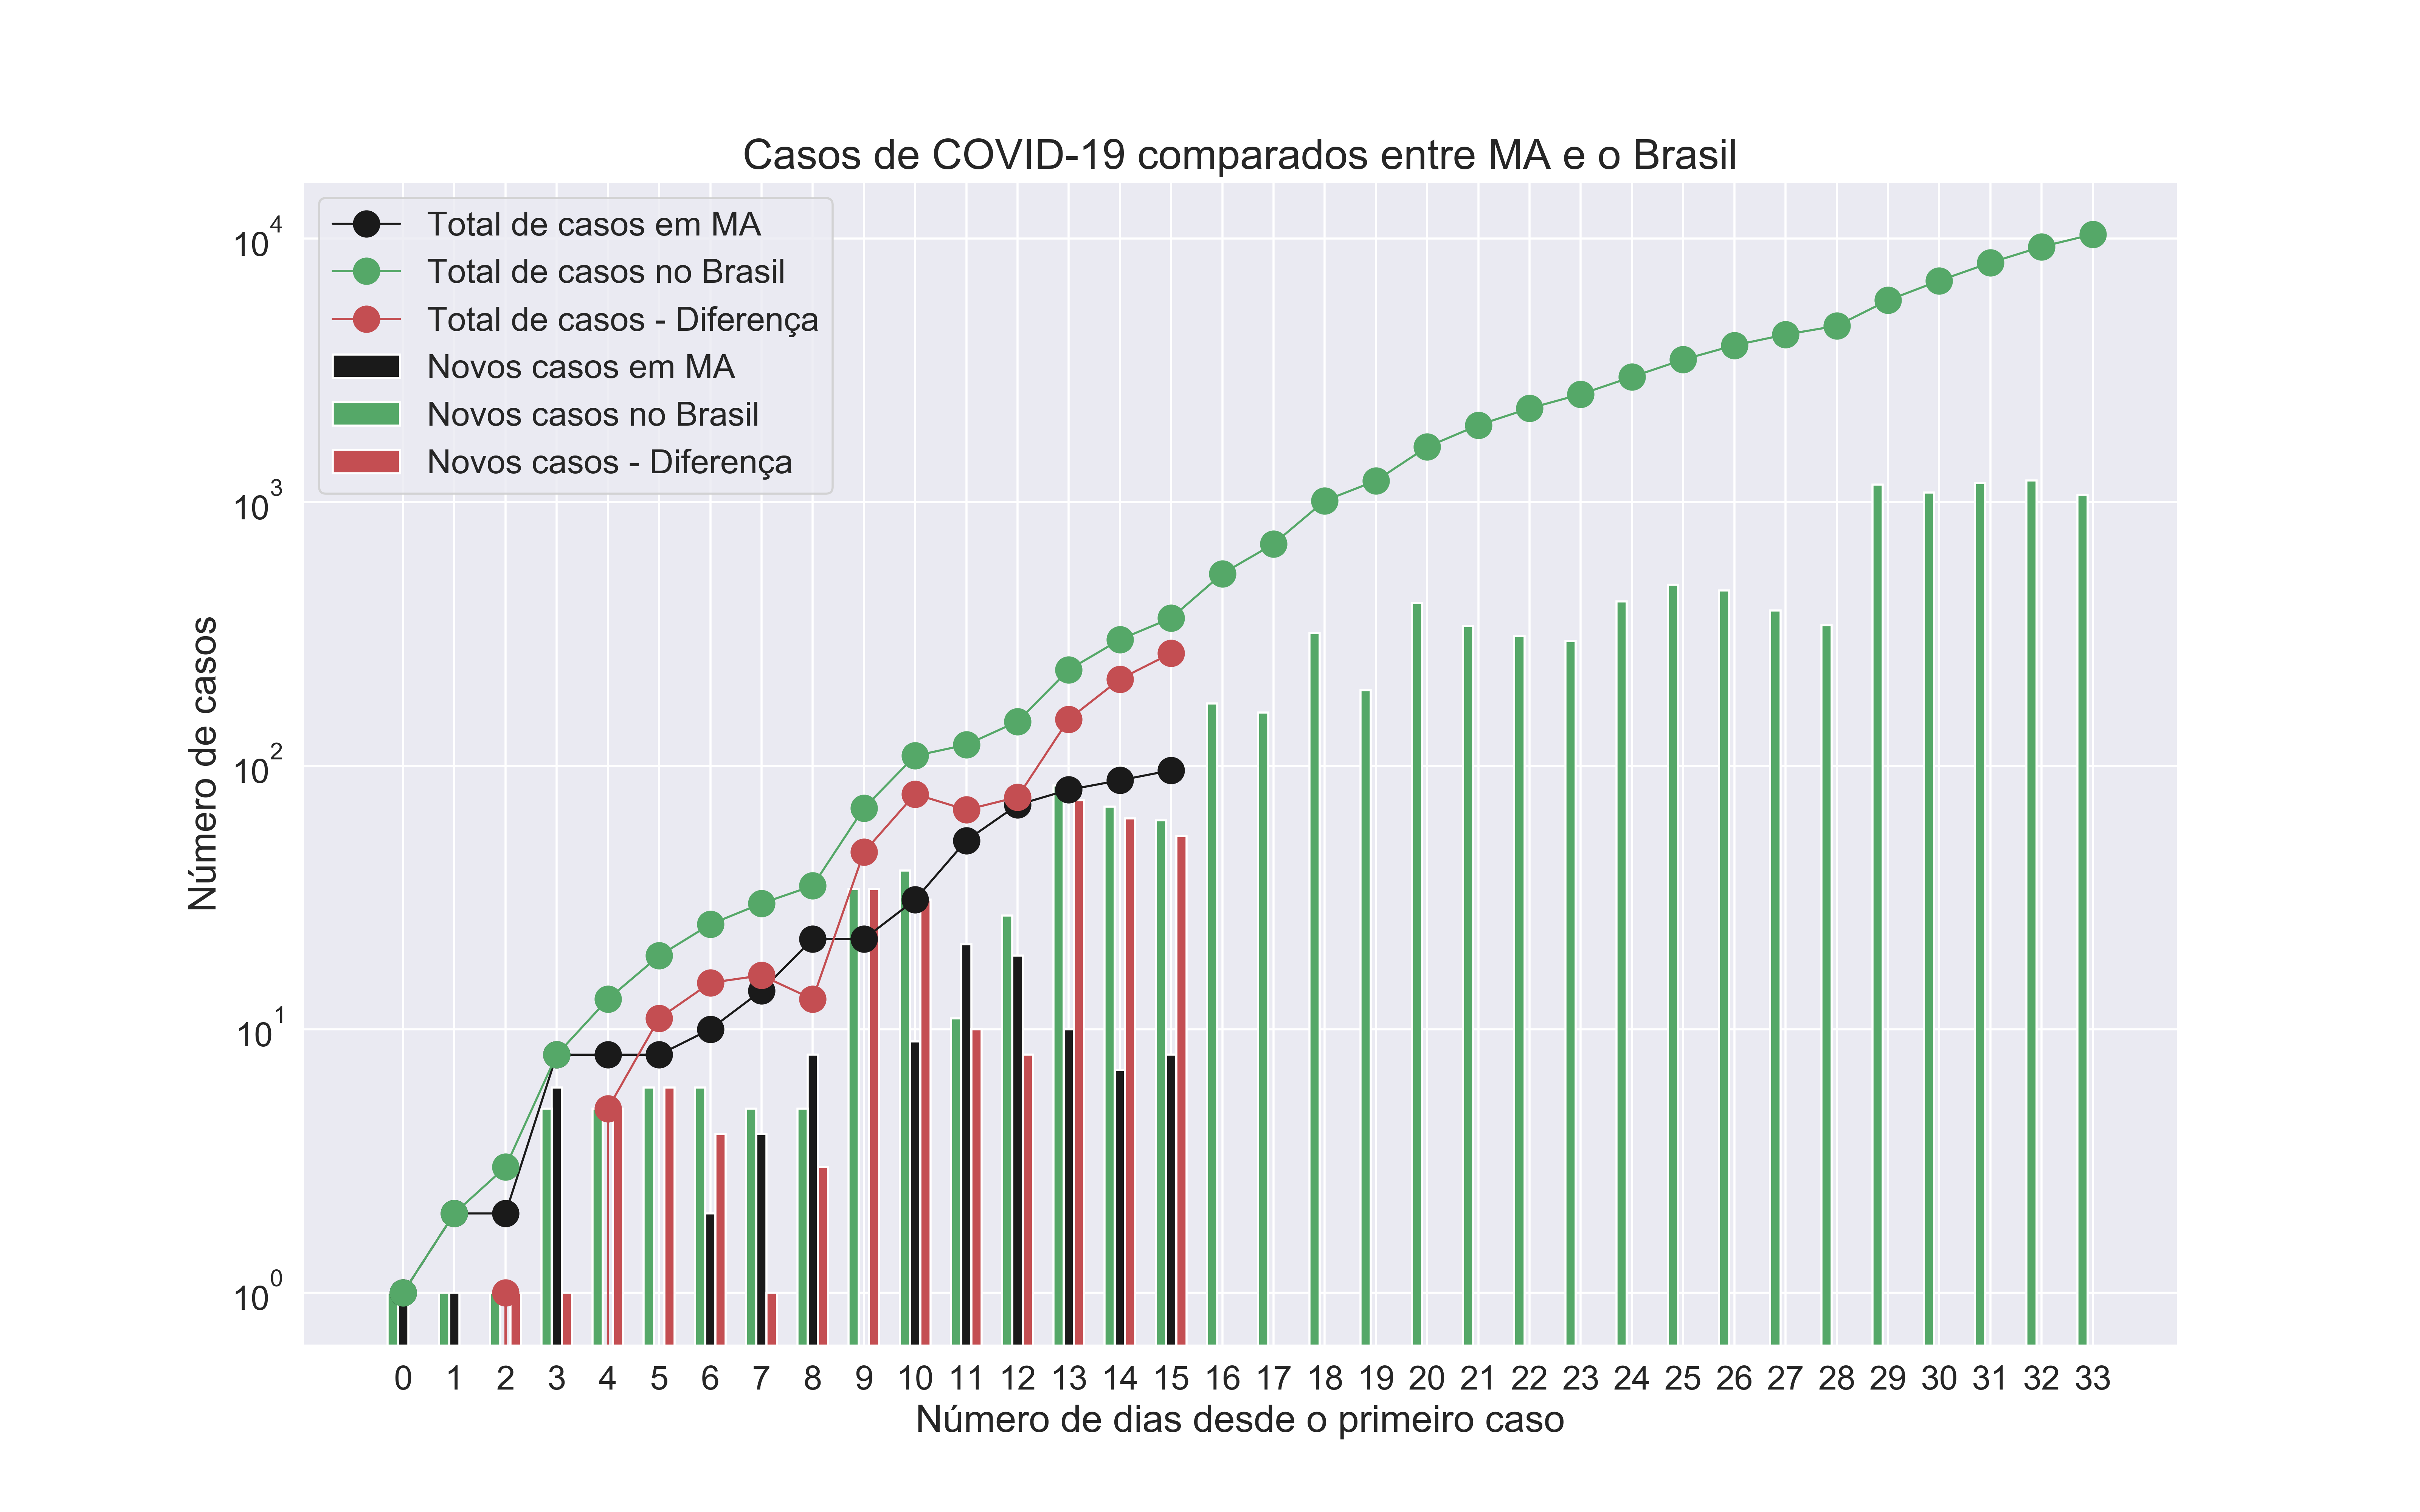 Casos de COVID-19 comparados entre MA e o Brasil
Total de casos em MA
Total de casos no Brasil
Total de casos - Diferença
Novos casos em MA
Novos casos no Brasil
Novos casos - Diferença
10^4
10^3
10^2
10^1
10^0
Número de casos
0 1 2 3 4 5 6 7 8 9 10 11 12 13 14 15 16 17 18 19 20 21 22 23 24 25 26 27 28 29 30 31 32 33
Número de dias desde o primeiro caso